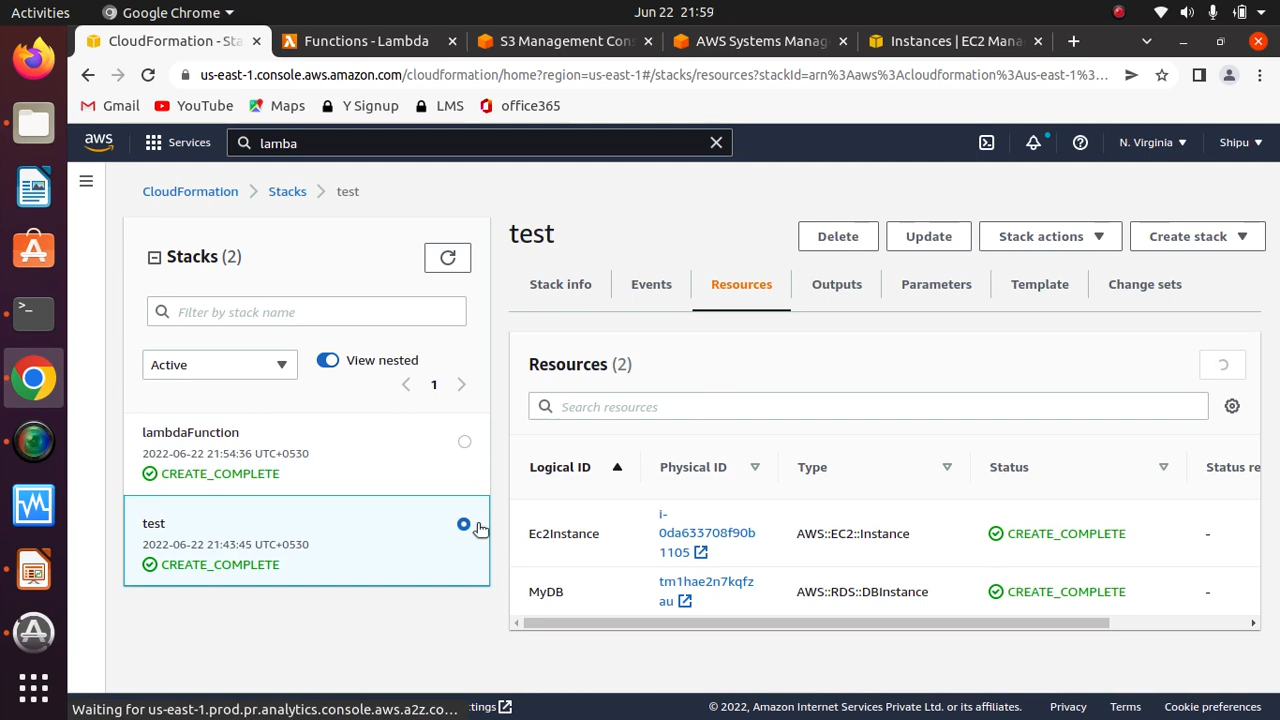 Activities
Google Chrome
Jun 22 21:59
CloudFormation - Sta
Functions - Lambda
S3 Management Con
AWS Systems Manag
Instances | EC2 Mana
us-east-1.console.aws.amazon.com/cloudformation/home?region=us-east-1#/stacks/resources?stackId=arn%3Aaws%3Acloudformation%3Aus-east-1%3...
Gmail
YouTube
Maps
Y Signup
LMS
office365
aws
Services
lamba
N. Virginia
Shipu
CloudFormation
Stacks
test
Stacks (2)
Filter by stack name
Active
View nested
1
lambdaFunction
2022-06-22 21:54:36 UTC+0530
CREATE_COMPLETE
test
2022-06-22 21:43:45 UTC+0530
CREATE_COMPLETE
test
Delete
Update
Stack actions
Create stack
Stack info
Events
Resources
Outputs
Parameters
Template
Change sets
Resources (2)
Search resources
Logical ID
Physical ID
Type
Status
Status re
Ec2Instance
i-
0da633708f90b
1105
AWS::EC2::Instance
CREATE_COMPLETE
-
MyDB
tm1hae2n7kqfz
au
AWS::RDS::DBInstance
CREATE_COMPLETE
-
Waiting for us-east-1.prod.pr.analytics.console.aws.a2z.co...
ttings
© 2022, Amazon Internet Services Private Ltd. or its affiliates.
Privacy
Terms
Cookie preferences